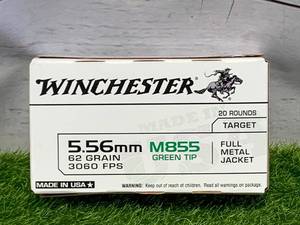 WINCHESTER
20 ROUNDS
TARGET
5.56mm M855
62 GRAIN GREEN TIP
3060 FPS
FULL
METAL
JACKET
MADE IN USA★
WARNING: Keep out of reach of children. Read all warnings on package.